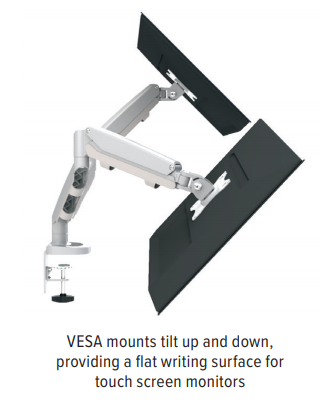 VESA mounts tilt up and down,
providing a flat writing surface for
touch screen monitors